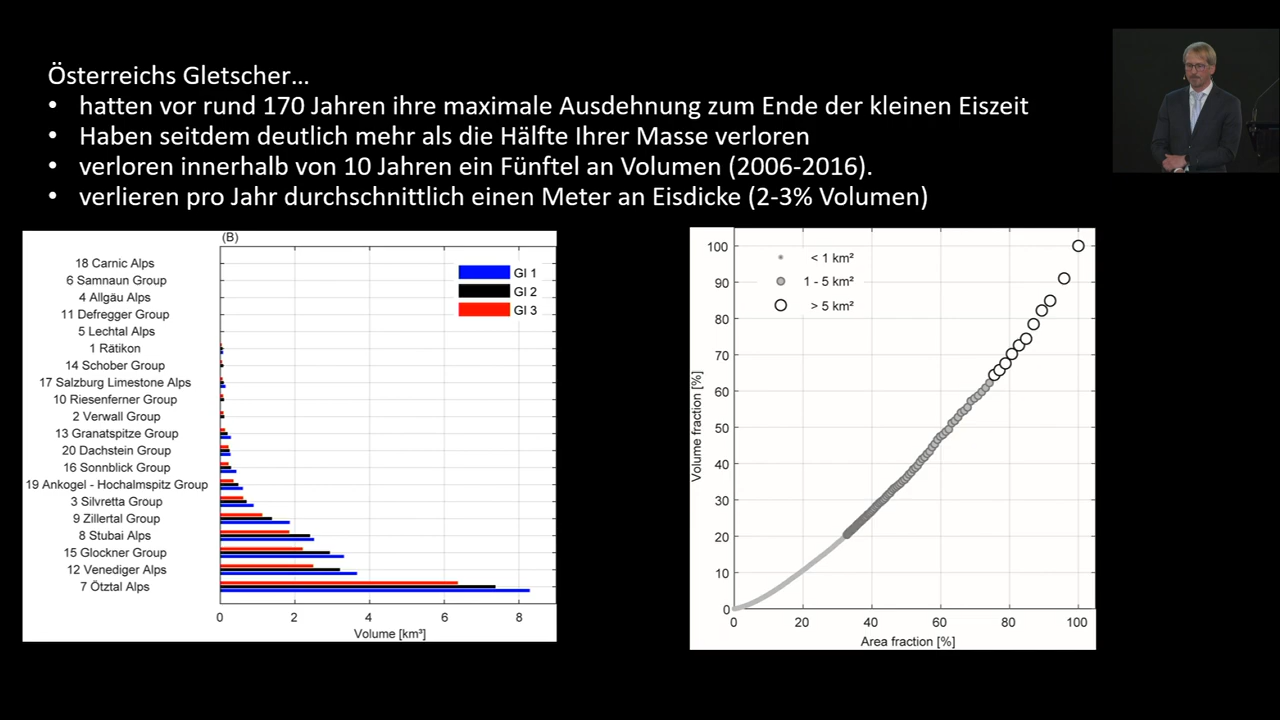 Österreichs Gletscher…
• hatten vor rund 170 Jahren ihre maximale Ausdehnung zum Ende der kleinen Eiszeit
• Haben seitdem deutlich mehr als die Hälfte Ihrer Masse verloren
• verloren innerhalb von 10 Jahren ein Fünftel an Volumen (2006-2016).
• verlieren pro Jahr durchschnittlich einen Meter an Eisdicke (2-3% Volumen)
(B)
18 Carnic Alps
6 Samnaun Group
4 Allgäu Alps
11 Defregger Group
5 Lechtal Alps
1 Rätikon
14 Schober Group
17 Salzburg Limestone Alps
10 Riesenferner Group
2 Verwall Group
13 Granatspitze Group
20 Dachstein Group
16 Sonnblick Group
19 Ankogel - Hochalmspitz Group
3 Silvretta Group
9 Zillertal Group
8 Stubai Alps
15 Glockner Group
12 Venediger Alps
7 Ötztal Alps
GI 1
GI 2
GI 3
0 2 4 6 8
Volume [km³]
< 1 km²
1 - 5 km²
> 5 km²
100
90
80
70
60
50
40
30
20
10
0
Volume fraction [%]
0 20 40 60 80 100
Area fraction [%]